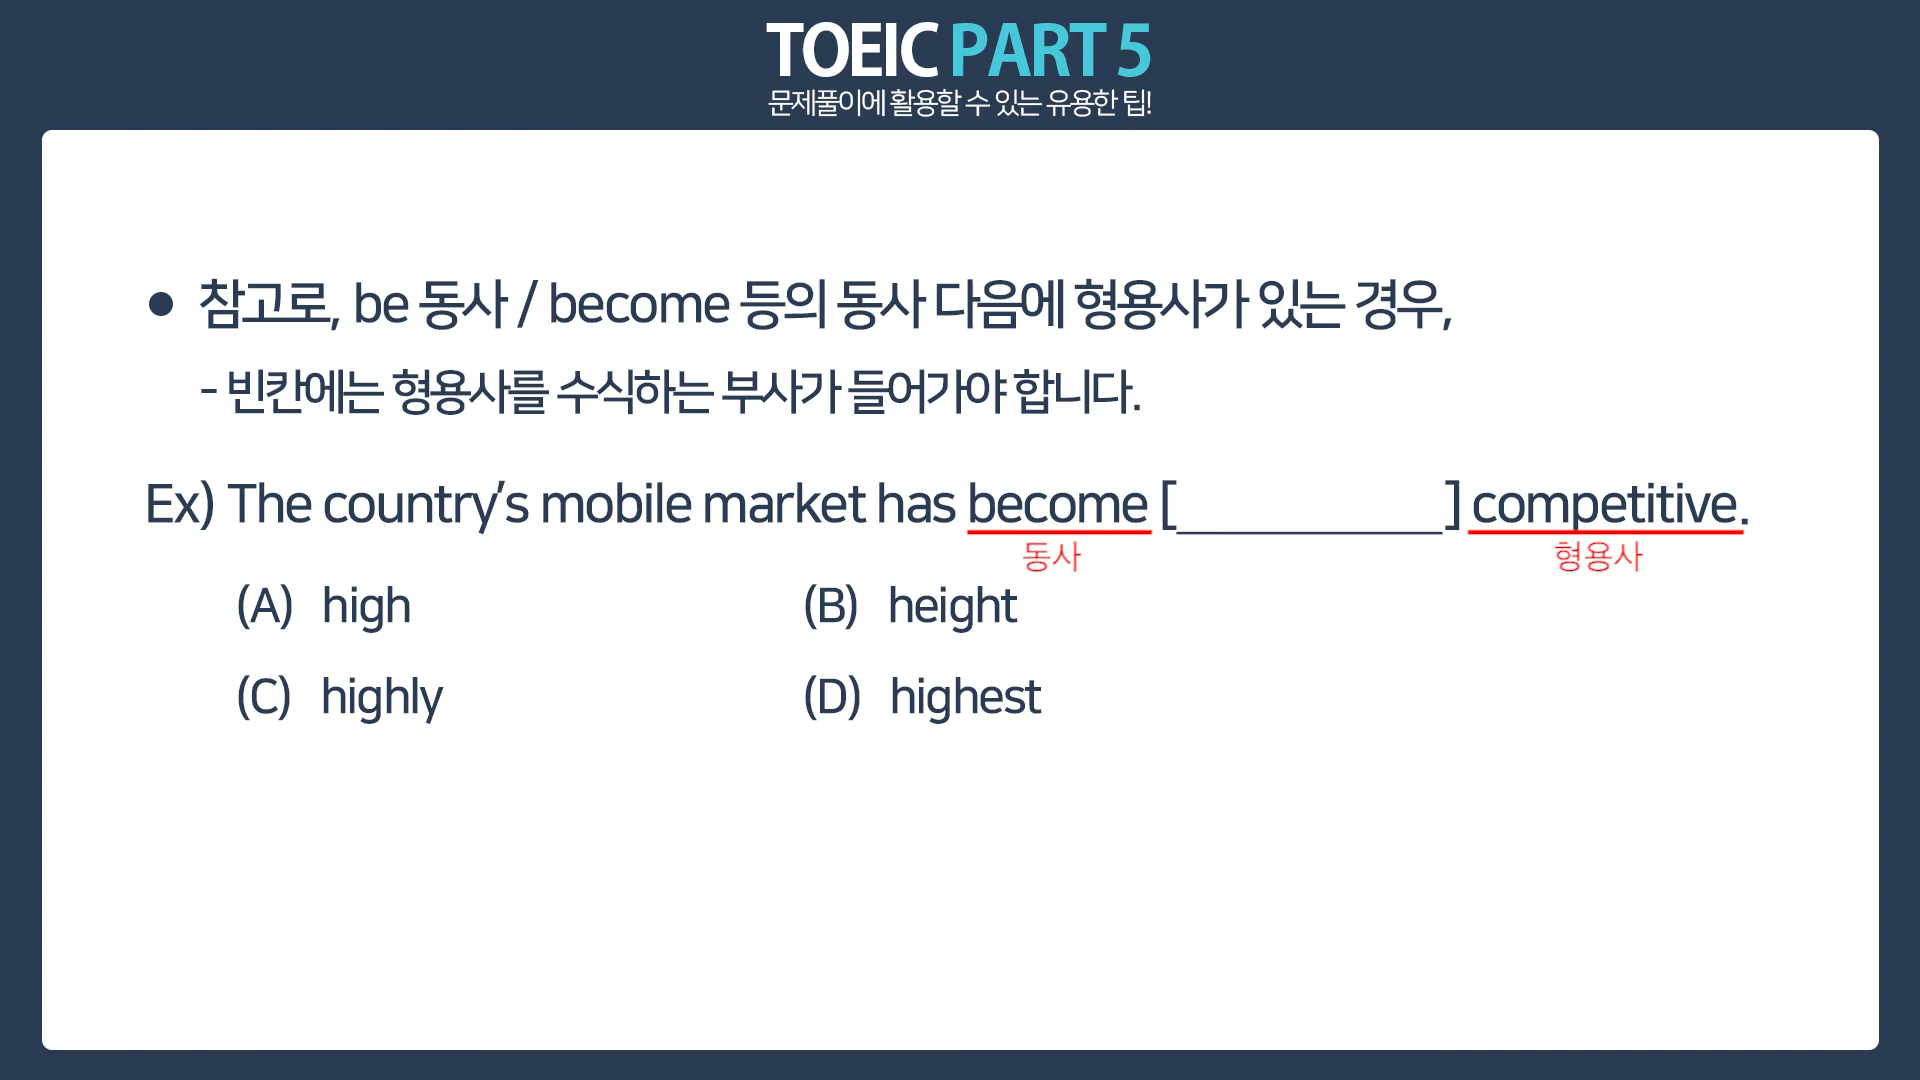 TOEIC PART 5
문제풀이에 활용할 수 있는 유용한 팁!
● 참고로, be 동사 / become 등의 동사 다음에 형용사가 있는 경우,
- 빈칸에는 형용사를 수식하는 부사가 들어가야 합니다.
Ex) The country's mobile market has become [__________] competitive.
동사 형용사
(A) high (B) height
(C) highly (D) highest